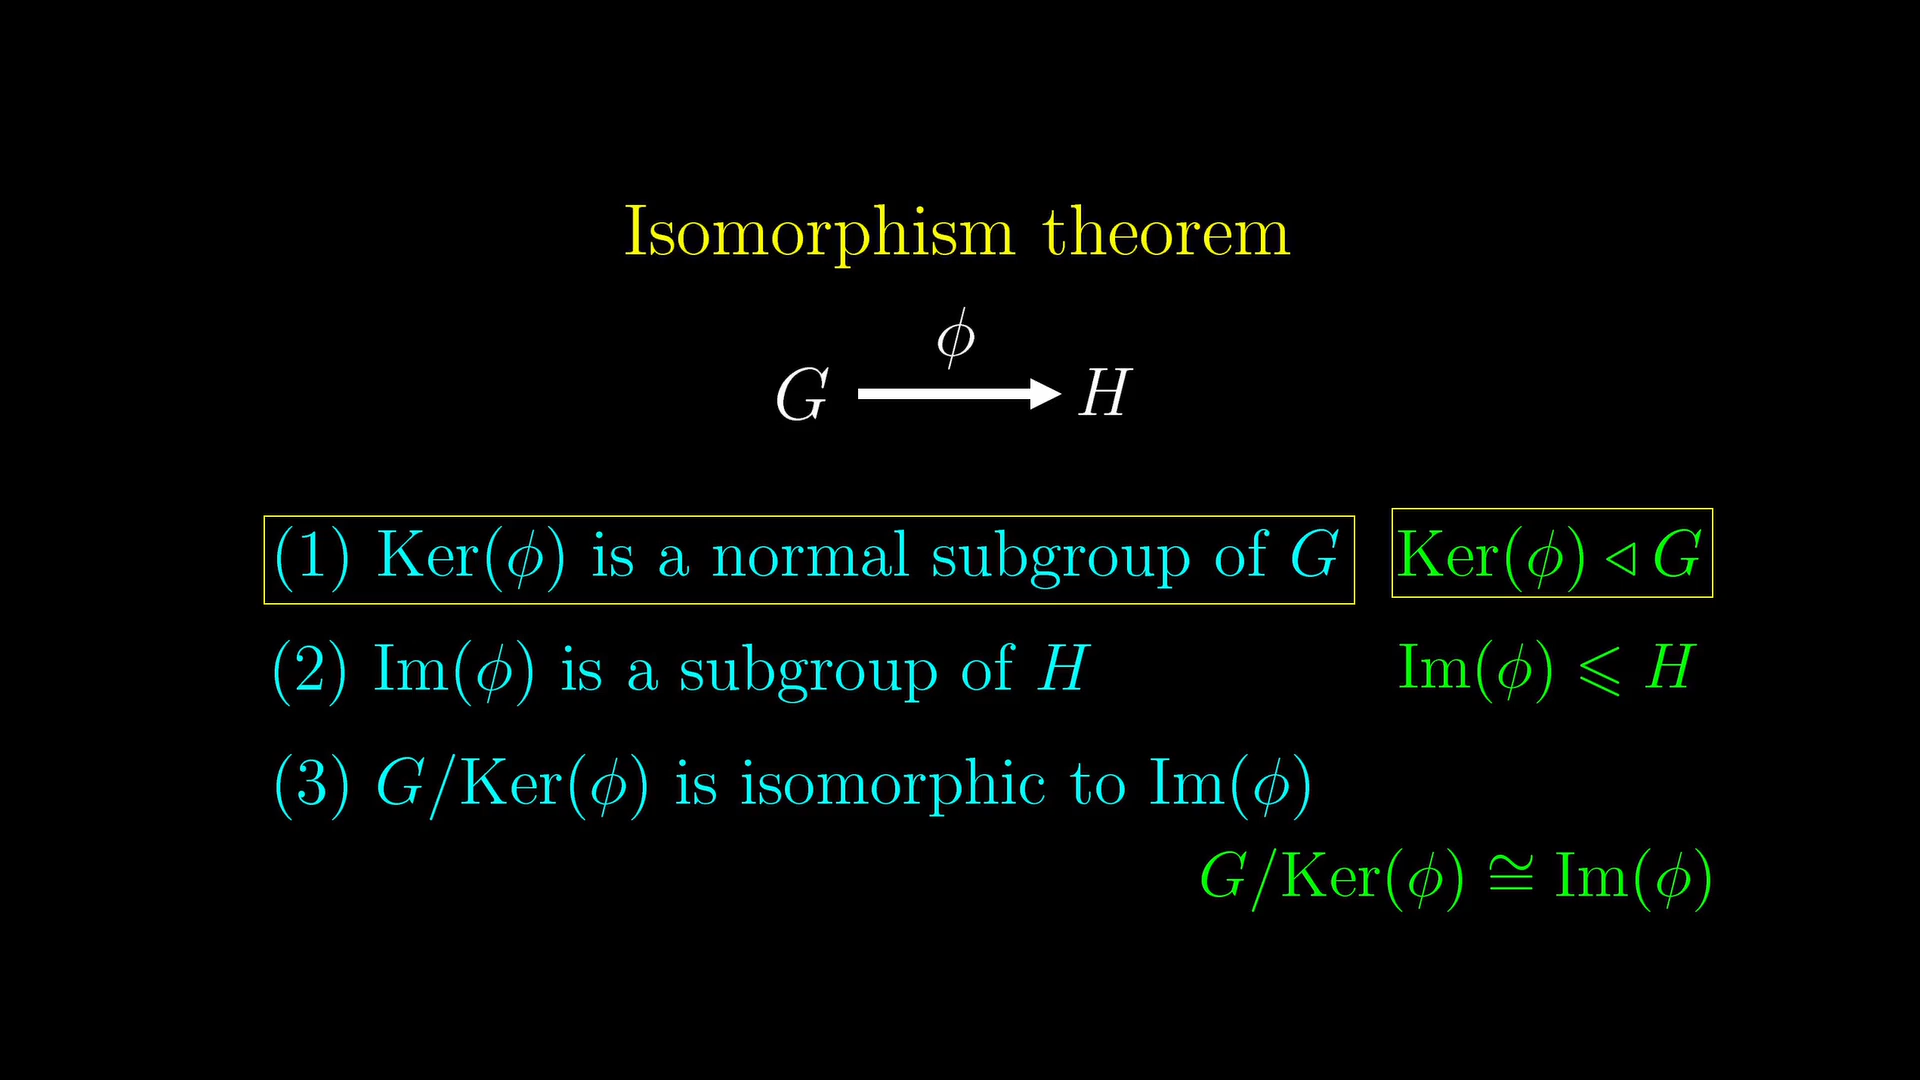 Isomorphism theorem
ϕ
G H
(1) Ker(ϕ) is a normal subgroup of G Ker(ϕ) ◃ G
(2) Im(ϕ) is a subgroup of H Im(ϕ) ⩽ H
(3) G/Ker(ϕ) is isomorphic to Im(ϕ)
G/Ker(ϕ) ≅ Im(ϕ)